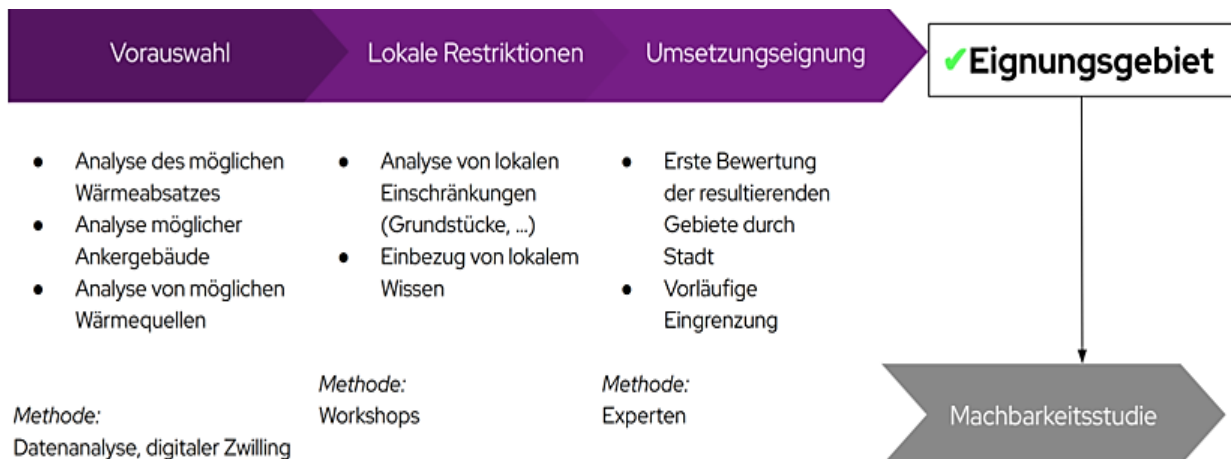 Vorauswahl
Lokale Restriktionen
Umsetzungseignung
✔Eignungsgebiet
● Analyse des möglichen
Wärmeabsatzes
● Analyse möglicher
Ankergebäude
● Analyse von möglichen
Wärmequellen
Methode:
Datenanalyse, digitaler Zwilling
● Analyse von lokalen
Einschränkungen
(Grundstücke, ...)
● Einbezug von lokalem
Wissen
Methode:
Workshops
● Erste Bewertung
der resultierenden
Gebiete durch
Stadt
● Vorläufige
Eingrenzung
Methode:
Experten
Machbarkeitsstudie